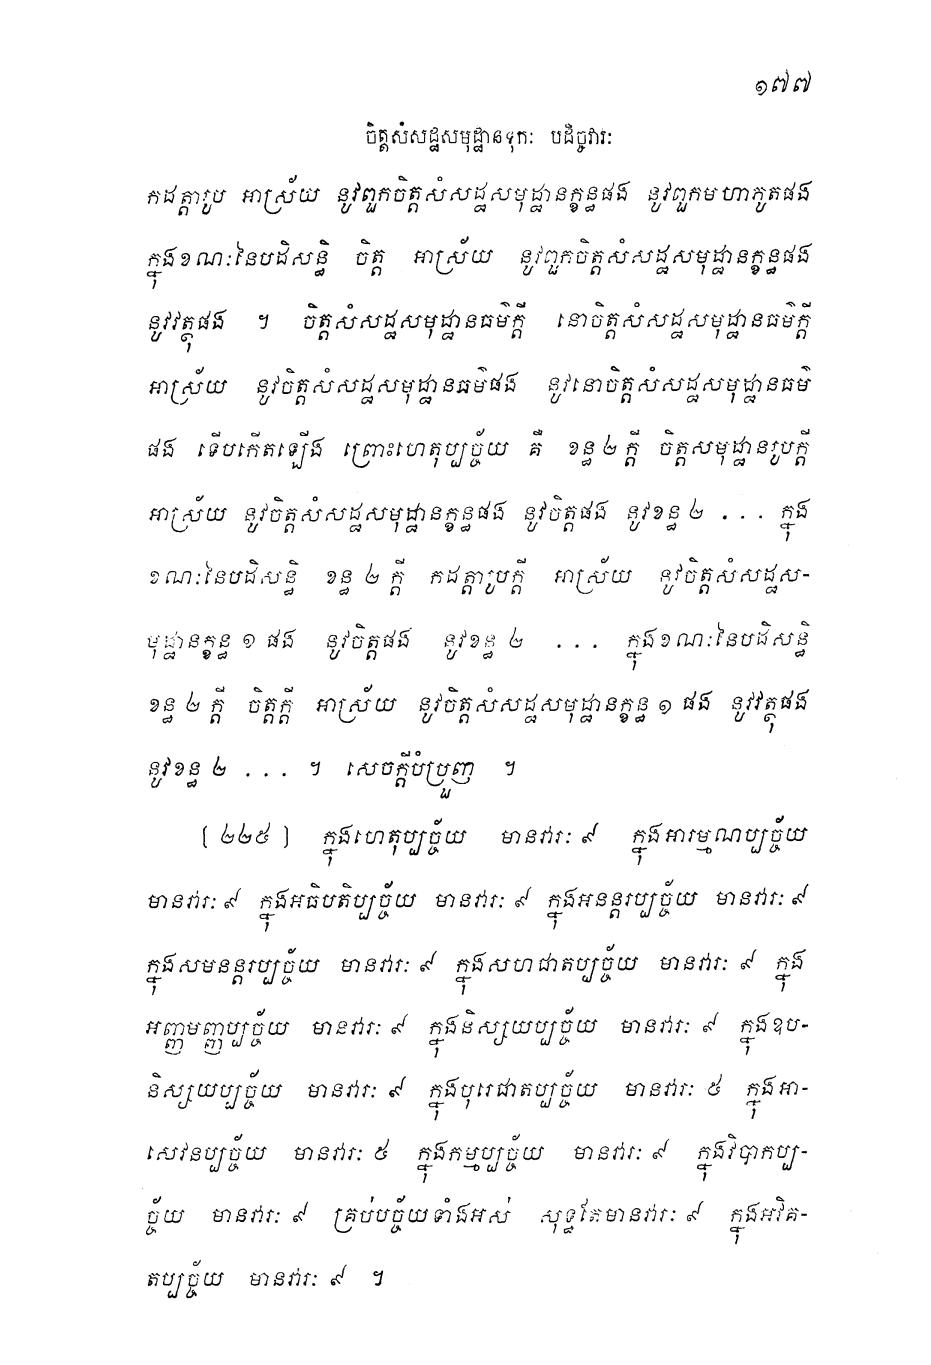 ១៧៧
ចិត្តសំសដ្ឋសមុដ្ឋានទុកៈ បដិច្ចវារៈ
កដត្តារូប អាស្រ័យ នូវពួកចិត្តសំសដ្ឋសមុដ្ឋានក្ខន្ធផង នូវពួកមហាភូតផង
ក្នុងខណៈនៃបដិសន្ធិ ចិត្ត អាស្រ័យ នូវពួកចិត្តសំសដ្ឋសមុដ្ឋានក្ខន្ធផង
នូវវត្ថុផង ។ ចិត្តសំសដ្ឋសមុដ្ឋានធម៌ក្តី នោចិត្តសំសដ្ឋសមុដ្ឋានធម៌ក្តី
អាស្រ័យ នូវចិត្តសំសដ្ឋសមុដ្ឋានធម៌ផង នូវនោចិត្តសំសដ្ឋសមុដ្ឋានធម៌
ផង ទើបកើតឡើង ព្រោះហេតុប្បច្ច័យ គឺ ខន្ធ ២ ក្តី ចិត្តសមុដ្ឋានរូបក្តី
អាស្រ័យ នូវចិត្តសំសដ្ឋសមុដ្ឋានក្ខន្ធផង នូវចិត្តផង នូវខន្ធ ២ ... ក្នុង
ខណៈនៃបដិសន្ធិ ខន្ធ ២ ក្តី កដត្តារូបក្តី អាស្រ័យ នូវចិត្តសំសដ្ឋស-
មុដ្ឋានក្ខន្ធ ១ ផង នូវចិត្តផង នូវខន្ធ ២ ... ក្នុងខណៈនៃបដិសន្ធិ
ខន្ធ ២ ក្តី ចិត្តក្តី អាស្រ័យ នូវចិត្តសំសដ្ឋសមុដ្ឋានក្ខន្ធ ១ ផង នូវវត្ថុផង
នូវខន្ធ ២ ... ។ សេចក្តីបំប្រួញ ។
[ ២២៥ ] ក្នុងហេតុប្បច្ច័យ មានវារៈ ៩ ក្នុងអារម្មណប្បច្ច័យ
មានវារៈ ៩ ក្នុងអធិបតិប្បច្ច័យ មានវារៈ ៩ ក្នុងអនន្តរប្បច្ច័យ មានវារៈ ៩
ក្នុងសមនន្តរប្បច្ច័យ មានវារៈ ៩ ក្នុងសហជាតប្បច្ច័យ មានវារៈ ៩ ក្នុង
អញ្ញមញ្ញប្បច្ច័យ មានវារៈ ៩ ក្នុងនិស្សយប្បច្ច័យ មានវារៈ ៩ ក្នុងឧប-
និស្សយប្បច្ច័យ មានវារៈ ៩ ក្នុងបុរេជាតប្បច្ច័យ មានវារៈ ៥ ក្នុងអា-
សេវនប្បច្ច័យ មានវារៈ ៥ ក្នុងកម្មប្បច្ច័យ មានវារៈ ៩ ក្នុងវិបាកប្ប-
ច្ច័យ មានវារៈ ៩ គ្រប់បច្ច័យទាំងអស់ សុទ្ធតែមានវារៈ ៩ ក្នុងអវិគ-
តប្បច្ច័យ មានវារៈ ៩ ។